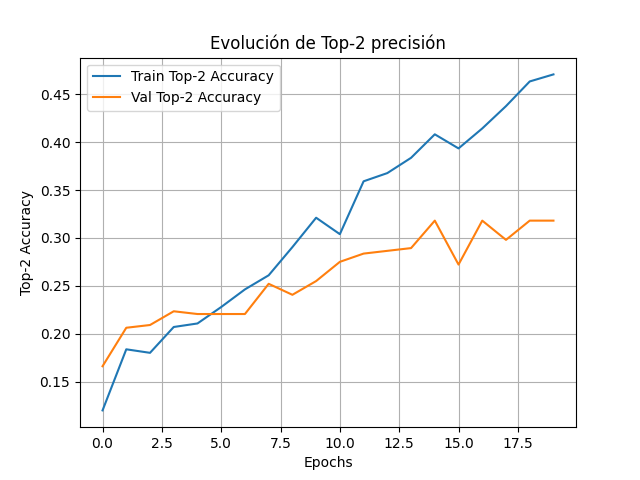 Evolución de Top-2 precisión
Train Top-2 Accuracy
Val Top-2 Accuracy
Top-2 Accuracy
0.45
0.40
0.35
0.30
0.25
0.20
0.15
0.0 2.5 5.0 7.5 10.0 12.5 15.0 17.5
Epochs